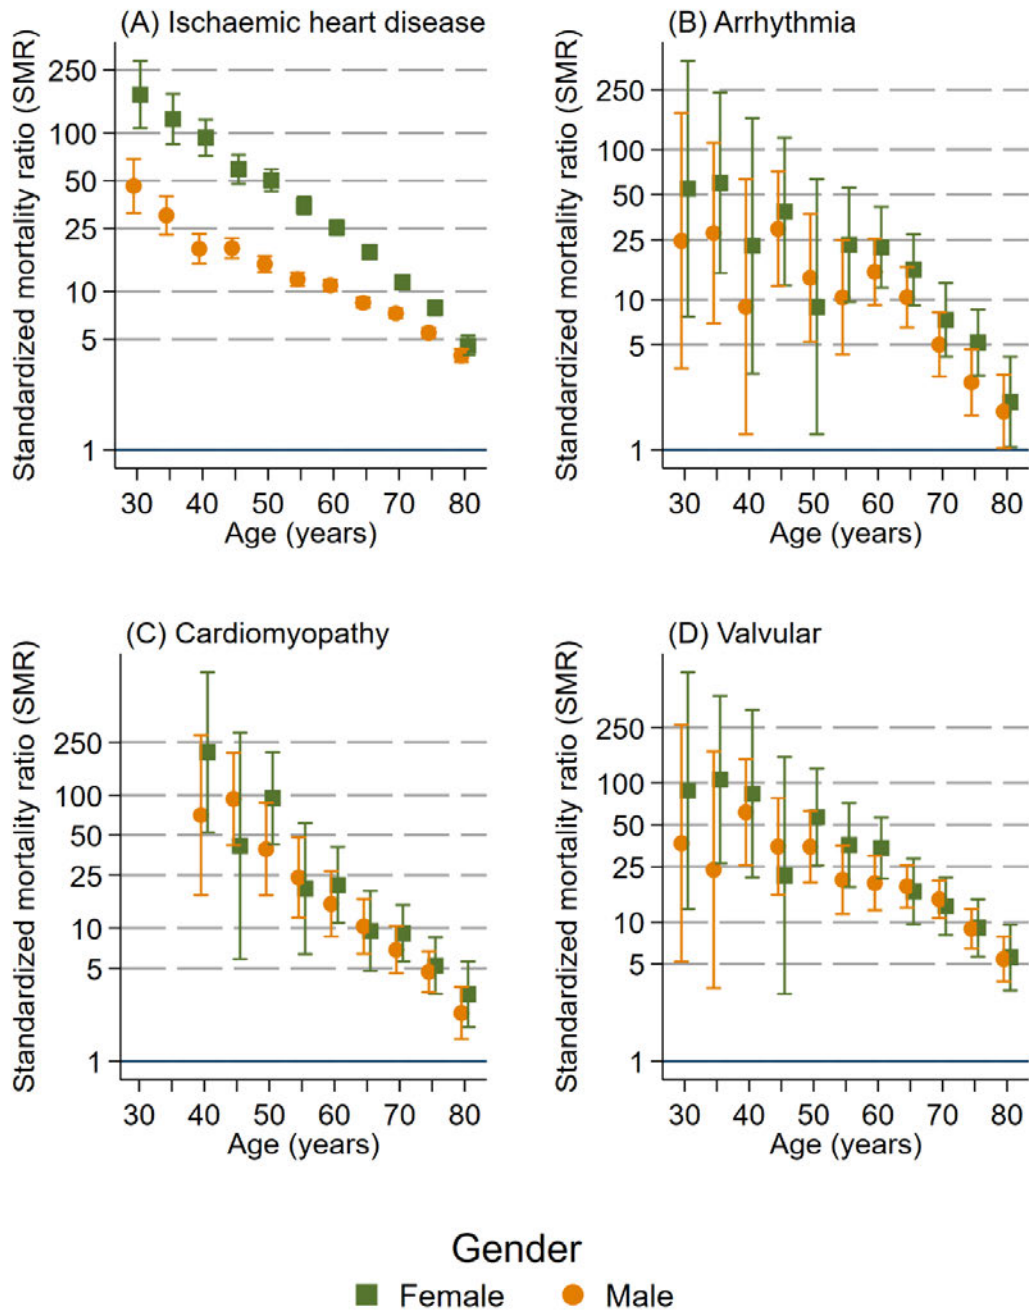 (A) Ischaemic heart disease
Standardized mortality ratio (SMR)
250
100
50
25
10
5
1
30 40 50 60 70 80
Age (years)
(B) Arrhythmia
Standardized mortality ratio (SMR)
250
100
50
25
10
5
1
30 40 50 60 70 80
Age (years)
(C) Cardiomyopathy
Standardized mortality ratio (SMR)
250
100
50
25
10
5
1
30 40 50 60 70 80
Age (years)
(D) Valvular
Standardized mortality ratio (SMR)
250
100
50
25
10
5
1
30 40 50 60 70 80
Age (years)
Gender
Female Male